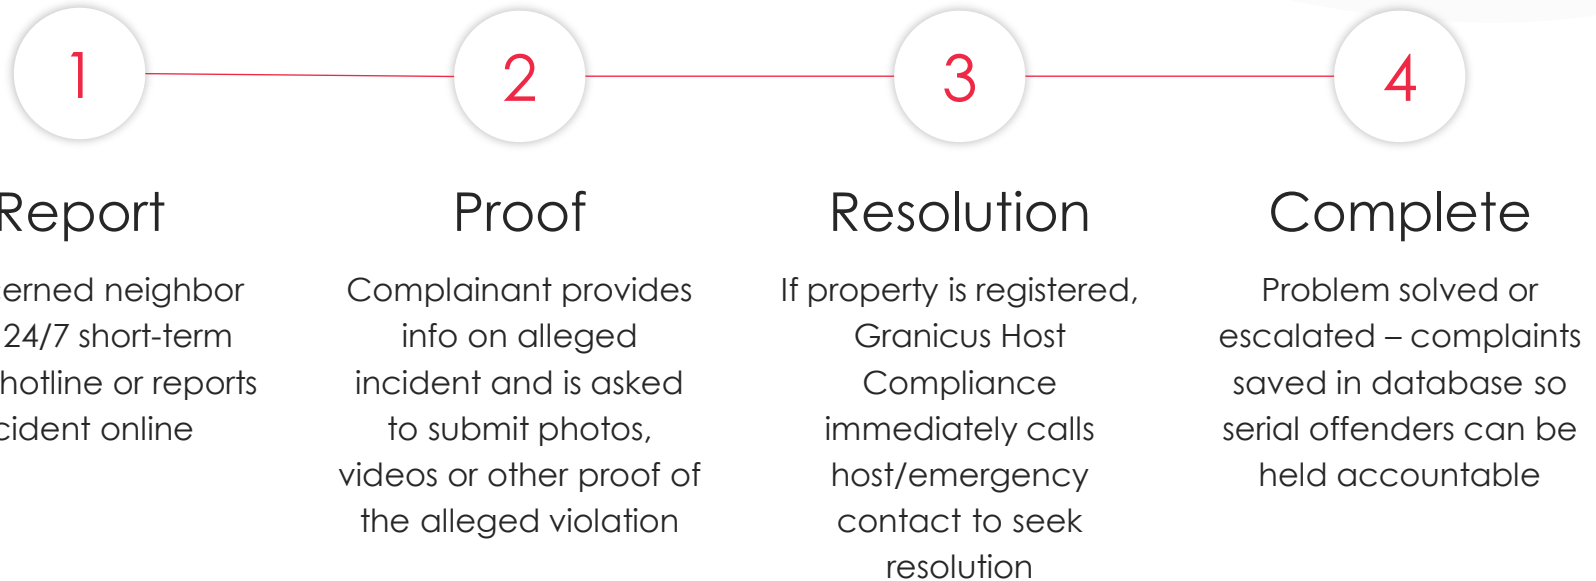 1
2
3
4
Report
Proof
Resolution
Complete
erned neighbor
24/7 short-term
hotline or reports
cident online
Complainant provides
info on alleged
incident and is asked
to submit photos,
videos or other proof of
the alleged violation
If property is registered,
Granicus Host
Compliance
immediately calls
host/emergency
contact to seek
resolution
Problem solved or
escalated – complaints
saved in database so
serial offenders can be
held accountable